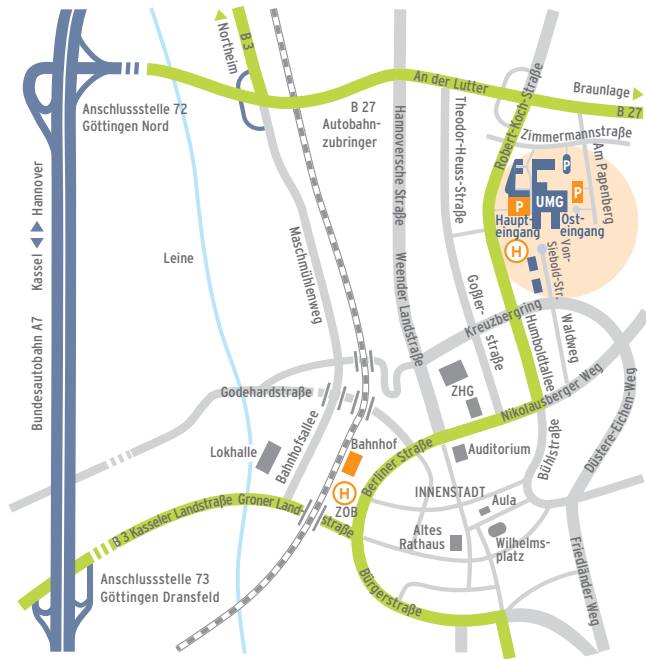 Northeim
B 3
An der Lutter
Braunlage
B 27
Anschlussstelle 72
Göttingen Nord
B 27
Autobahn-
zubringer
Hannoversche Straße
Theodor-Heuss-Straße
Robert-Koch-Straße
Zimmermannstraße
Am Papenberg
P
P
P
UMG
Haupt-
eingang
Ost-
eingang
H
Von-
Siebold-Str.
Kassel
Hannover
Bundesautobahn A7
Leine
Maschmühlenweg
Weender Landstraße
Goßler-
straße
Kreuzbergring
Humboldtallee
Waldweg
Nikolausberger Weg
Düstere-Eichen-Weg
Godehardstraße
ZHG
Lokhalle
Bahnhofsallee
Bahnhof
Berliner Straße
Auditorium
Bühlstraße
H
ZOB
INNENSTADT
Aula
B 3 Kasseler Landstraße
Groner Land-
straße
Altes
Rathaus
Wilhelms-
platz
Friedländer Weg
Anschlussstelle 73
Göttingen Dransfeld
Bürgerstraße